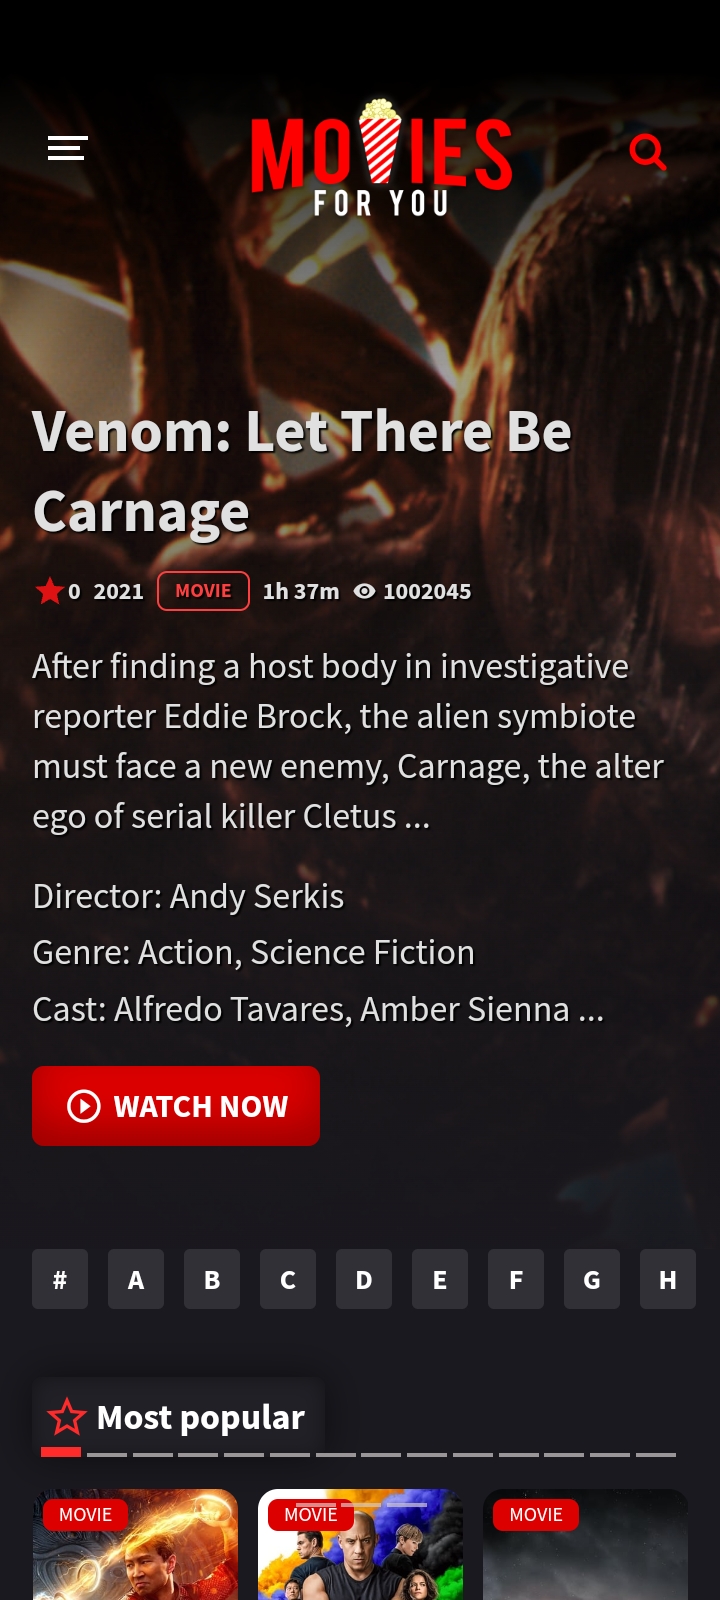 MOVIES
FOR YOU
Venom: Let There Be
Carnage
0 2021 MOVIE 1h 37m 1002045
After finding a host body in investigative
reporter Eddie Brock, the alien symbiote
must face a new enemy, Carnage, the alter
ego of serial killer Cletus ...
Director: Andy Serkis
Genre: Action, Science Fiction
Cast: Alfredo Tavares, Amber Sienna ...
WATCH NOW
# A B C D E F G H
Most popular
MOVIE MOVIE MOVIE